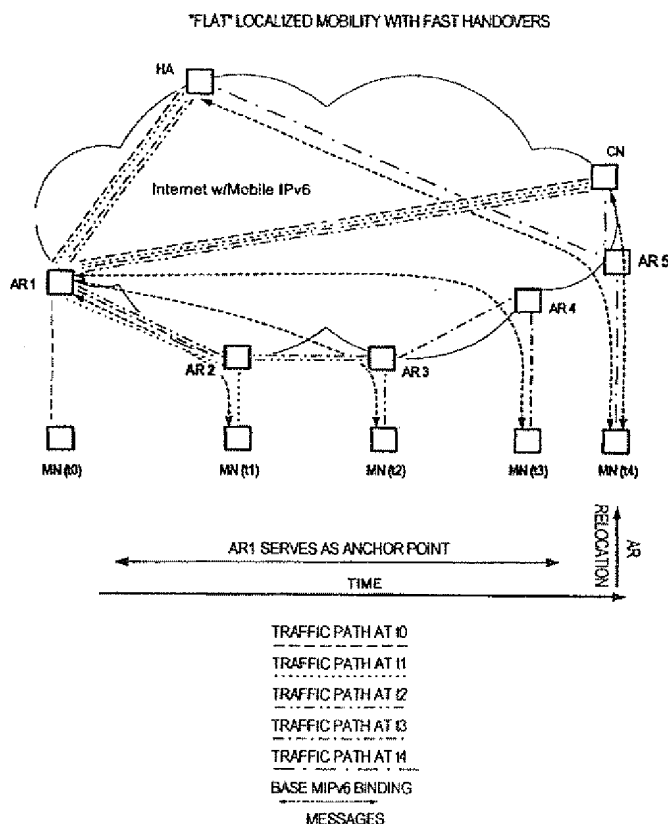 "FLAT" LOCALIZED MOBILITY WITH FAST HANDOVERS
HA
CN
Internet w/Mobile IPv6
AR1
AR5
AR4
AR2
AR3
MN(t0)
MN(t1)
MN(t2)
MN(t3)
MN(t4)
AR
RELOCATION
AR1 SERVES AS ANCHOR POINT
TIME
TRAFFIC PATH AT t0
TRAFFIC PATH AT t1
TRAFFIC PATH AT t2
TRAFFIC PATH AT t3
TRAFFIC PATH AT t4
BASE MIPv6 BINDING
MESSAGES